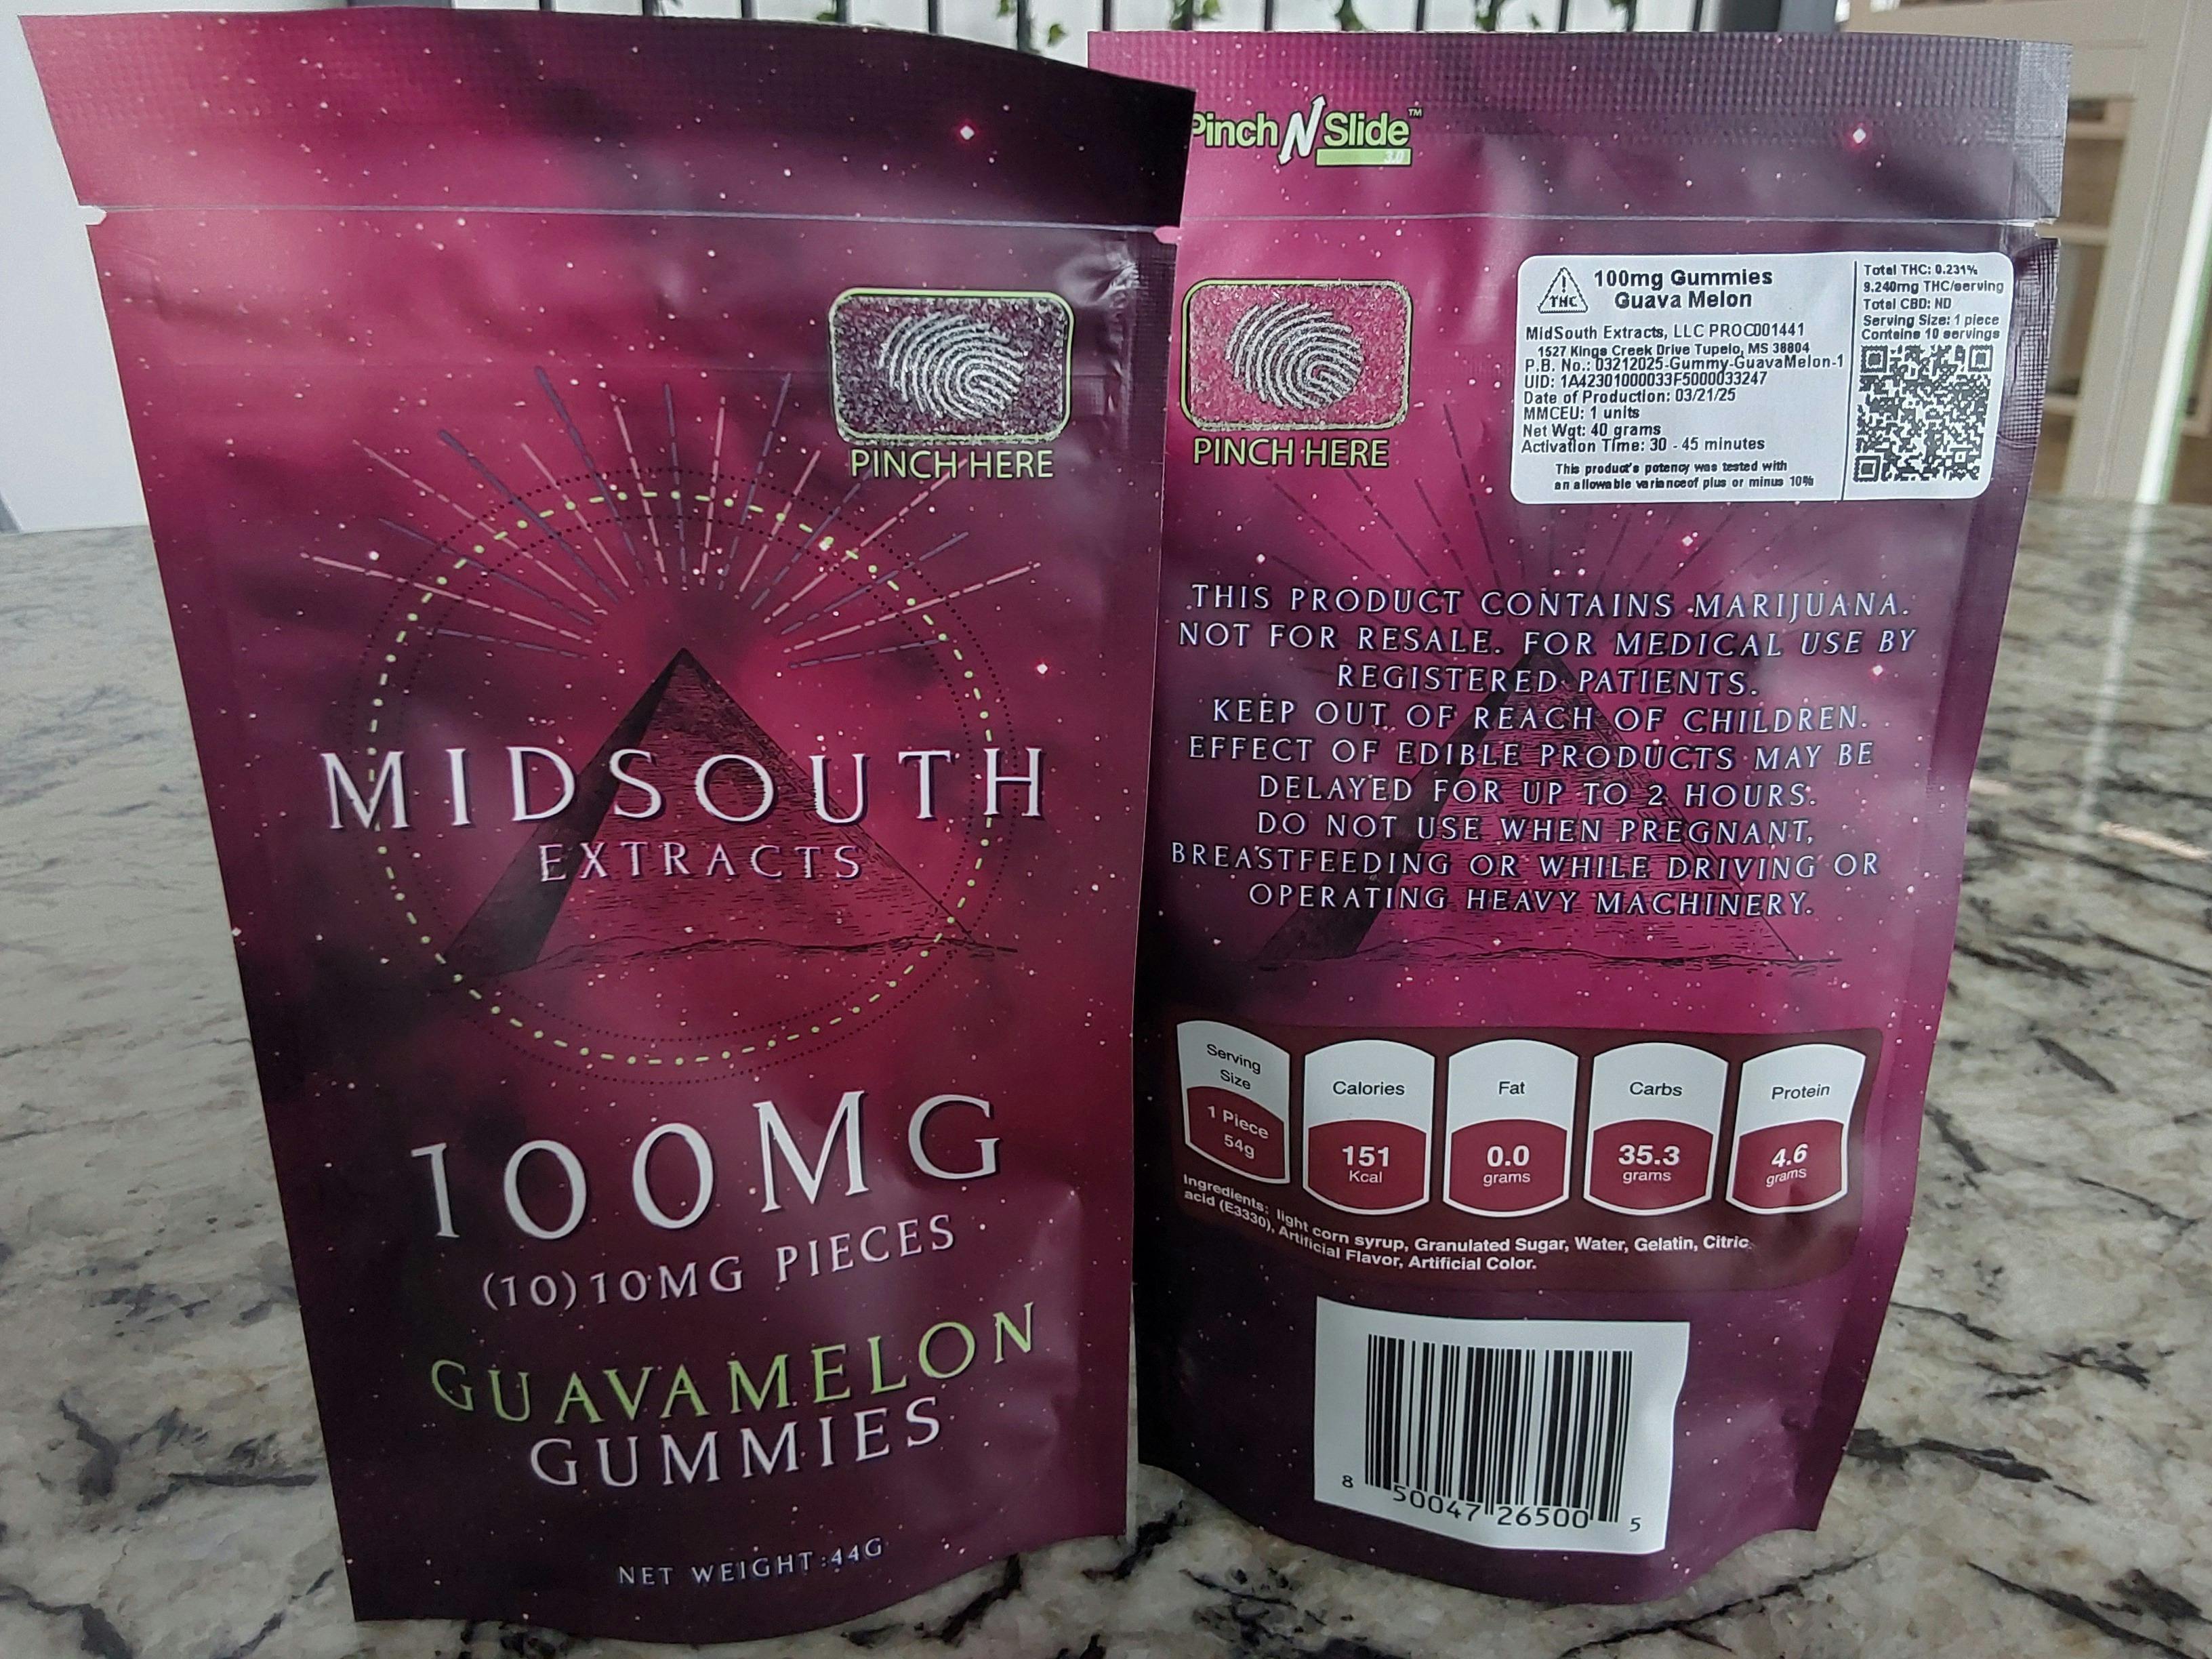 PINCH HERE
MIDSOUTH
EXTRACTS
100MG
(10)10MG PIECES
GUAVAMELON
GUMMIES
NET WEIGHT:44G
Pinch N Slide™
3.0
PINCH HERE
THC
100mg Gummies
Guava Melon
MidSouth Extracts, LLC PROC001441
1527 Kings Creek Drive Tupelo, MS 38804
P.B. No.: 03212025-Gummy-GuavaMelon-1
UID: 1A42301000033F5000033247
Date of Production: 03/21/25
MMCEU: 1 units
Net Wgt: 40 grams
Activation Time: 30 - 45 minutes
This product's potency was tested with
an allowable varianceof plus or minus 10%
Total THC: 0.231%
9.240mg THC/serving
Total CBD: ND
Serving Size: 1 piece
Contains 10 servings
THIS PRODUCT CONTAINS MARIJUANA.
NOT FOR RESALE. FOR MEDICAL USE BY
REGISTERED PATIENTS.
KEEP OUT OF REACH OF CHILDREN.
EFFECT OF EDIBLE PRODUCTS MAY BE
DELAYED FOR UP TO 2 HOURS.
DO NOT USE WHEN PREGNANT,
BREASTFEEDING OR WHILE DRIVING OR
OPERATING HEAVY MACHINERY.
Serving
Size
1 Piece
54g
Calories
151
Kcal
Fat
0.0
grams
Carbs
35.3
grams
Protein
4.6
grams
Ingredients: light corn syrup, Granulated Sugar, Water, Gelatin, Citric
acid (E3330), Artificial Flavor, Artificial Color.
8 50047 26500 5